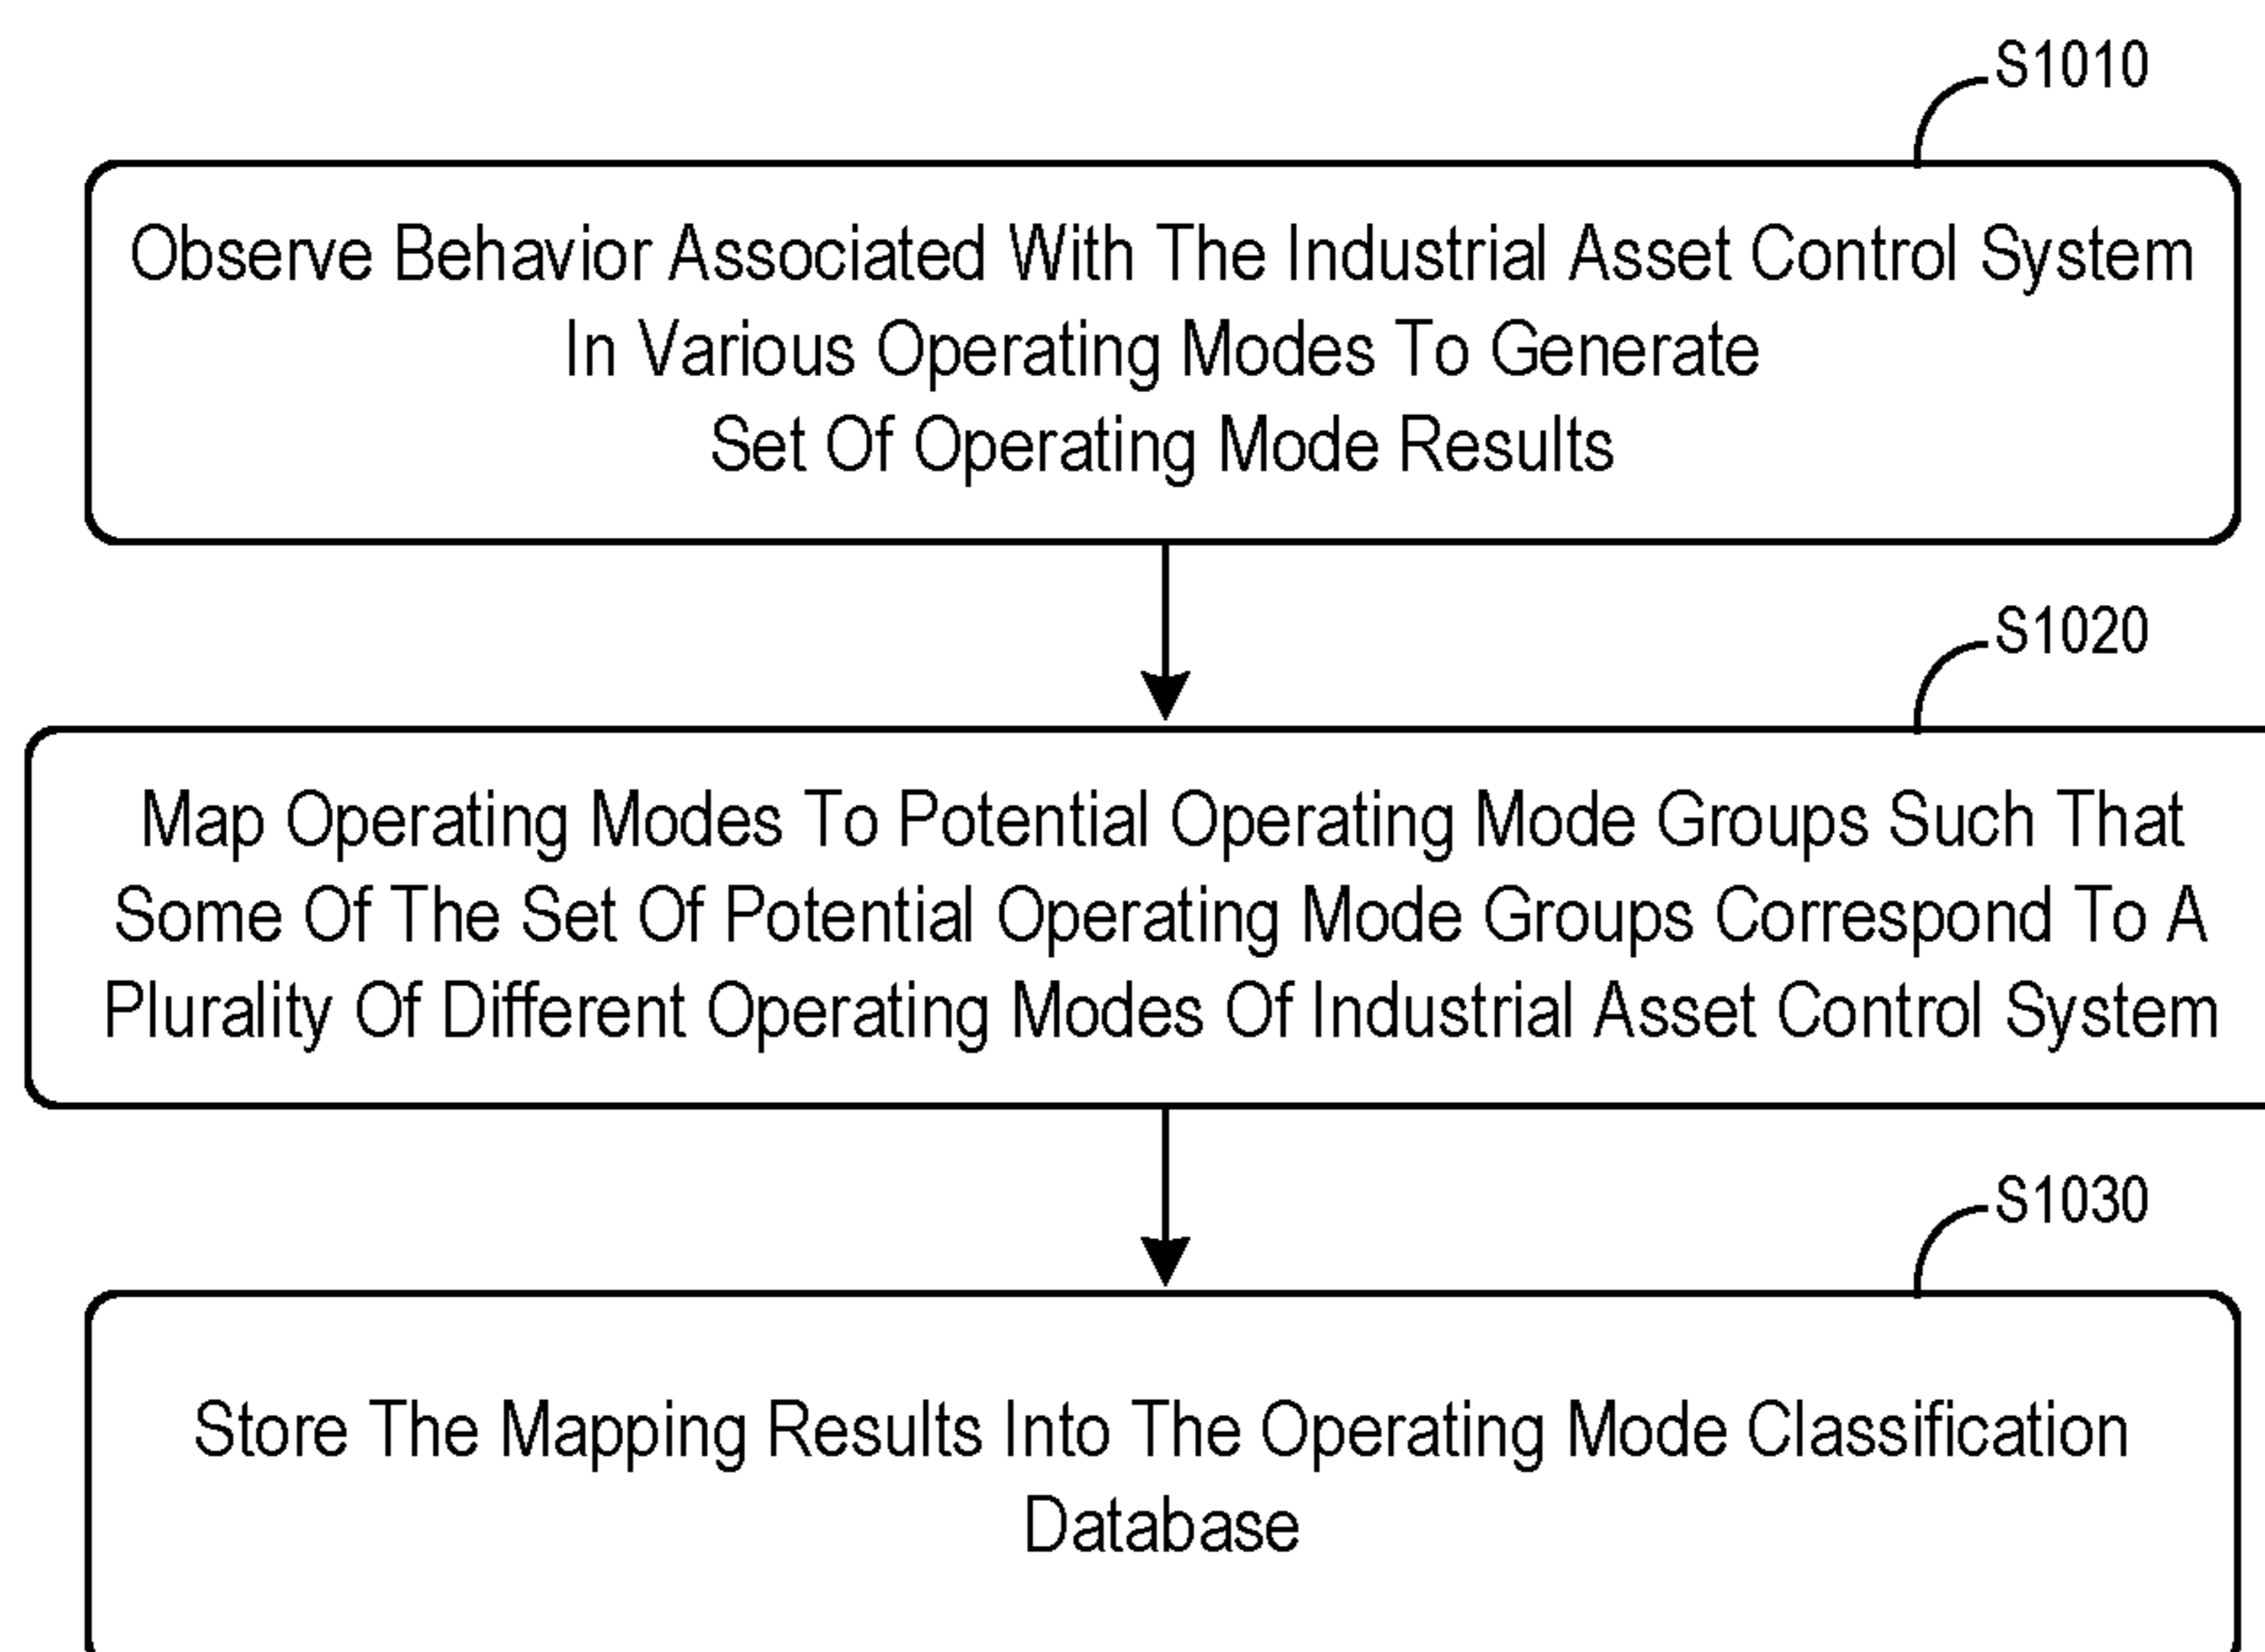 S1010
Observe Behavior Associated With The Industrial Asset Control System
In Various Operating Modes To Generate
Set Of Operating Mode Results
S1020
Map Operating Modes To Potential Operating Mode Groups Such That
Some Of The Set Of Potential Operating Mode Groups Correspond To A
Plurality Of Different Operating Modes Of Industrial Asset Control System
S1030
Store The Mapping Results Into The Operating Mode Classification
Database